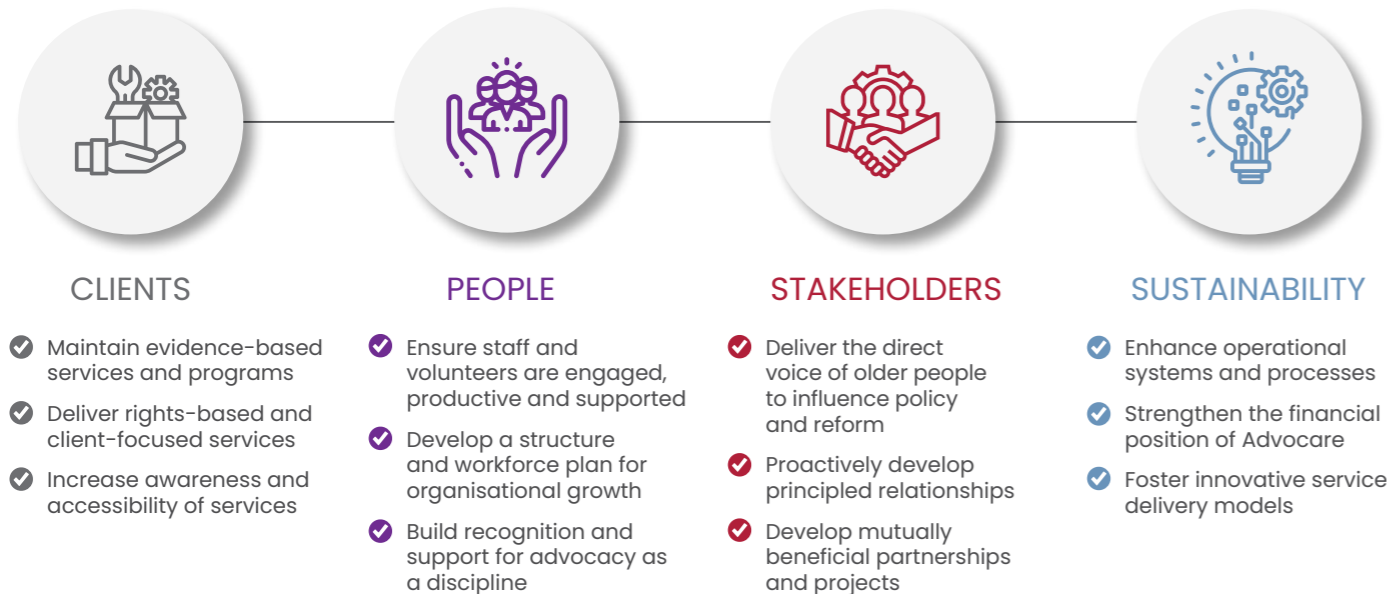 CLIENTS
Maintain evidence-based
services and programs
Deliver rights-based and
client-focused services
Increase awareness and
accessibility of services
PEOPLE
Ensure staff and
volunteers are engaged,
productive and supported
Develop a structure
and workforce plan for
organisational growth
Build recognition and
support for advocacy as
a discipline
STAKEHOLDERS
Deliver the direct
voice of older people
to influence policy
and reform
Proactively develop
principled relationships
Develop mutually
beneficial partnerships
and projects
SUSTAINABILITY
Enhance operational
systems and processes
Strengthen the financial
position of Advocare
Foster innovative service
delivery models